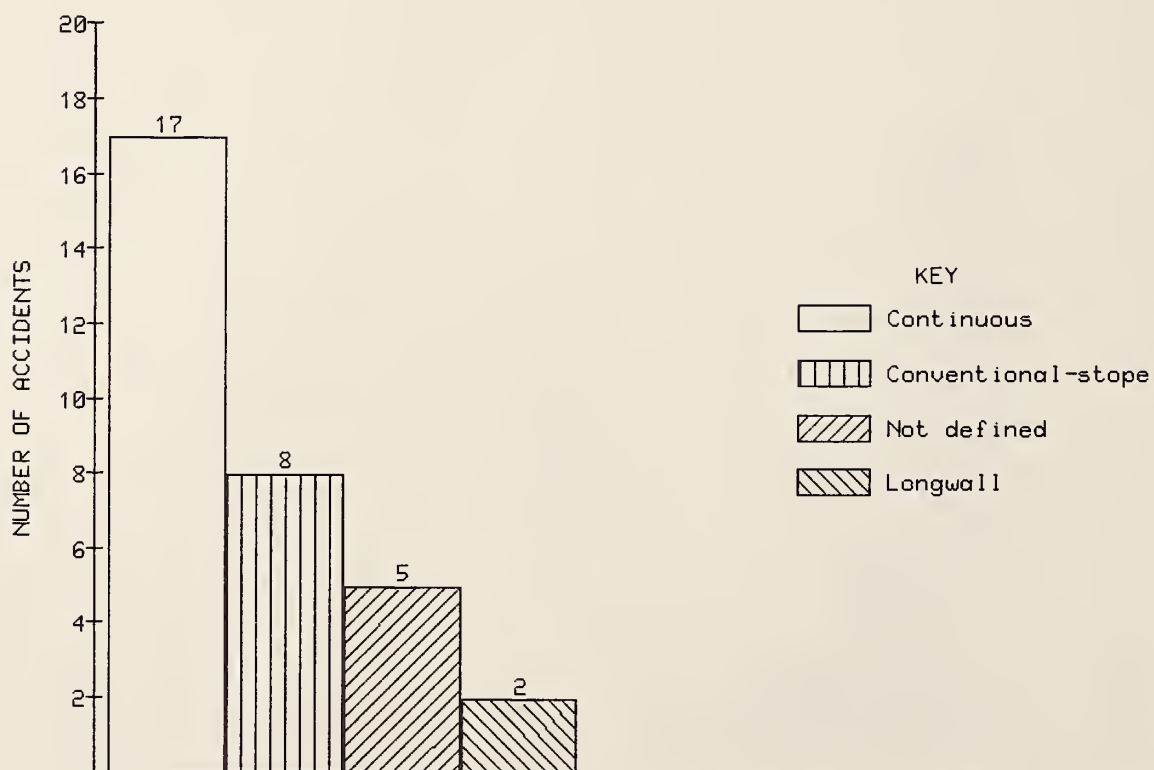 20
18
17
16
14
12
10
8
8
6
5
4
2
2
NUMBER OF ACCIDENTS
KEY
Continuous
Conventional-stope
Not defined
Longwall